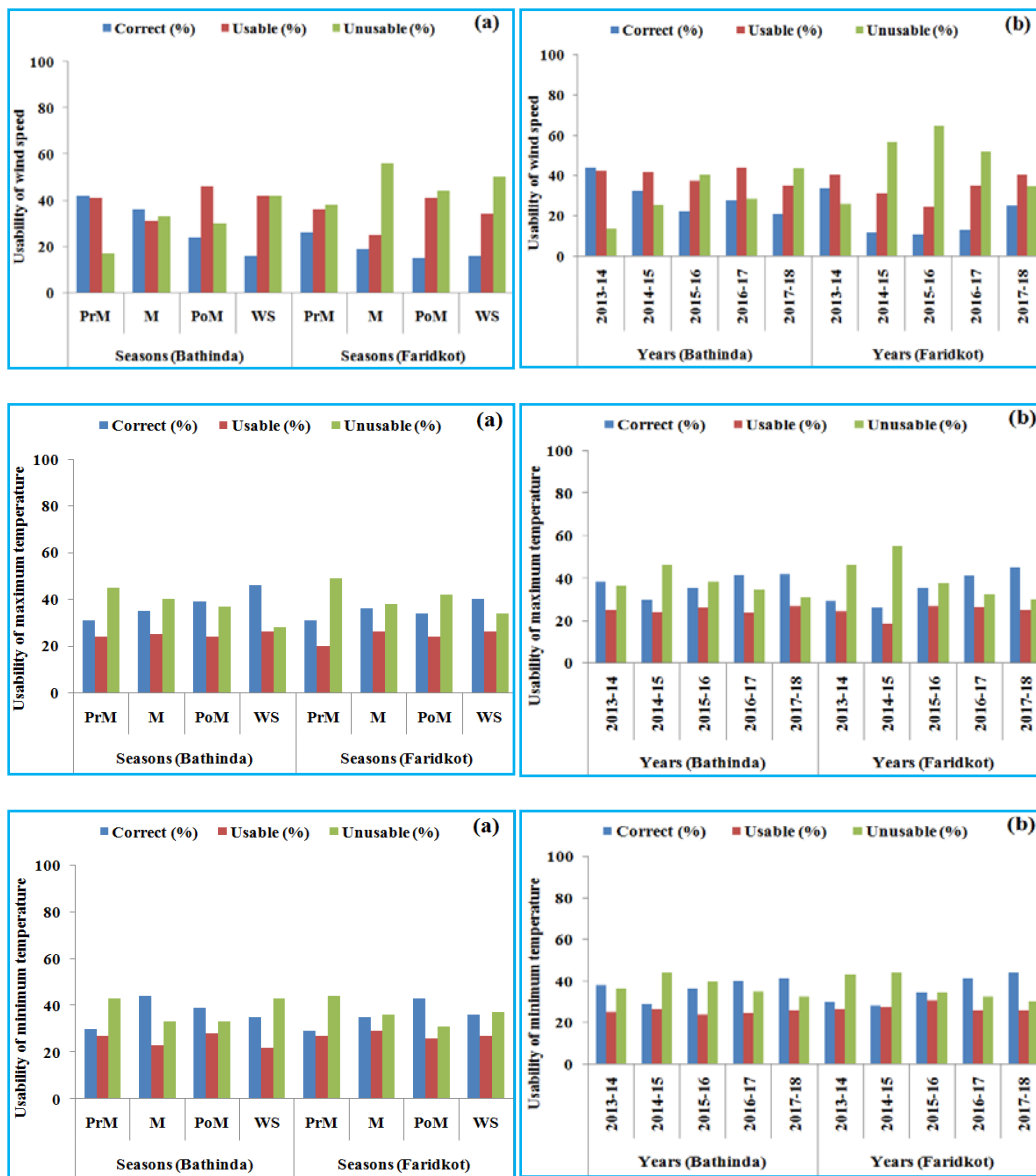 Correct (%) Usable (%) Unusable (%) (a)
Usability of wind speed
100
80
60
40
20
0
PrM M PoM WS PrM M PoM WS
Seasons (Bathinda) Seasons (Faridkot)
Correct (%) Usable (%) Unusable (%) (b)
Usability of wind speed
100
80
60
40
20
0
2013-14 2014-15 2015-16 2016-17 2017-18 2013-14 2014-15 2015-16 2016-17 2017-18
Years (Bathinda) Years (Faridkot)
Correct (%) Usable (%) Unusable (%) (a)
Usability of maximum temperature
100
80
60
40
20
0
PrM M PoM WS PrM M PoM WS
Seasons (Bathinda) Seasons (Faridkot)
Correct (%) Usable (%) Unusable (%) (b)
Usability of maximum temperature
100
80
60
40
20
0
2013-14 2014-15 2015-16 2016-17 2017-18 2013-14 2014-15 2015-16 2016-17 2017-18
Years (Bathinda) Years (Faridkot)
Correct (%) Usable (%) Unusable (%) (a)
Usability of minimum temperature
100
80
60
40
20
0
PrM M PoM WS PrM M PoM WS
Seasons (Bathinda) Seasons (Faridkot)
Correct (%) Usable (%) Unusable (%) (b)
Usability of minimum temperature
100
80
60
40
20
0
2013-14 2014-15 2015-16 2016-17 2017-18 2013-14 2014-15 2015-16 2016-17 2017-18
Years (Bathinda) Years (Faridkot)